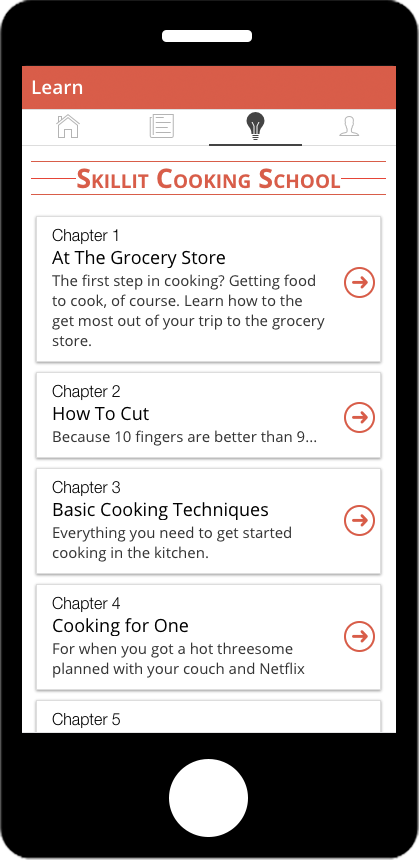 Learn
SKILLIT COOKING SCHOOL
Chapter 1
At The Grocery Store
The first step in cooking? Getting food
to cook, of course. Learn how to the
get most out of your trip to the grocery
store.
Chapter 2
How To Cut
Because 10 fingers are better than 9...
Chapter 3
Basic Cooking Techniques
Everything you need to get started
cooking in the kitchen.
Chapter 4
Cooking for One
For when you got a hot threesome
planned with your couch and Netflix
Chapter 5